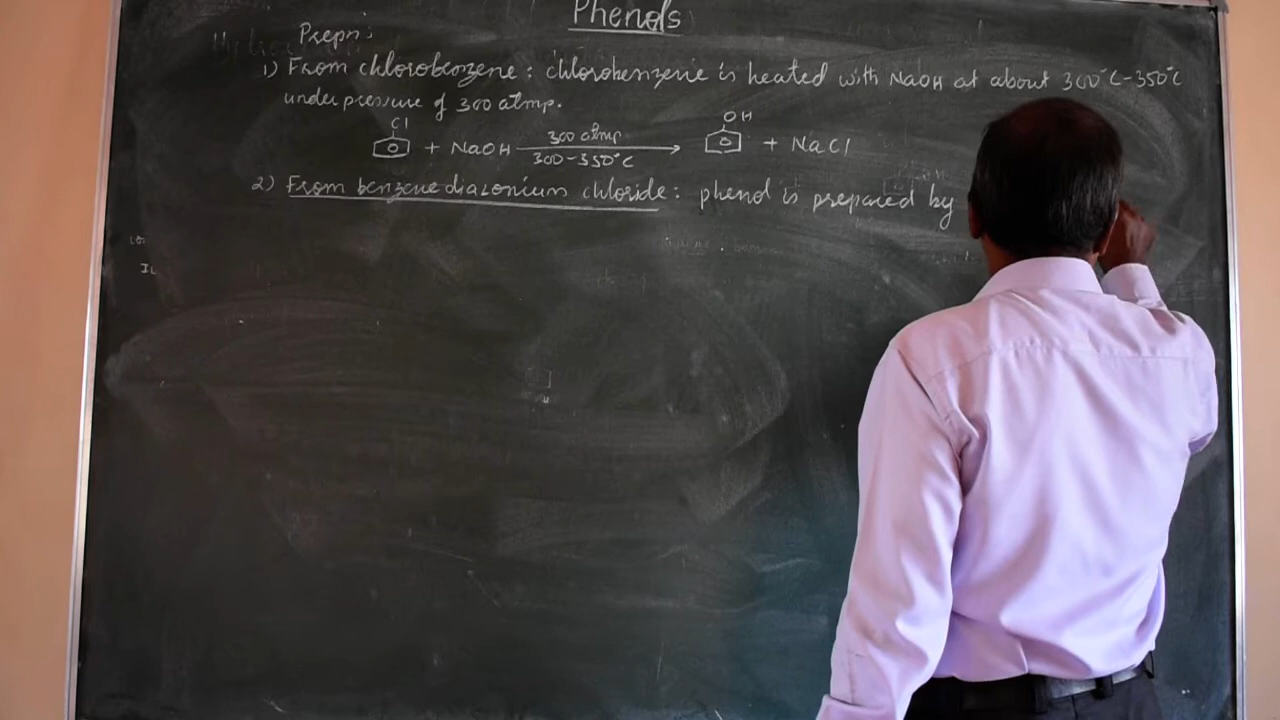 Phenols
Prepn:
1) From chlorobenzene: chlorobenzene is heated with NaOH at about 300°C-350°C
under pressure of 300 atmp.
Cl
OH
+ NaOH
300 atmp
300-350°C
+ NaCl
2) From benzene diazonium chloride: phenol is prepared by